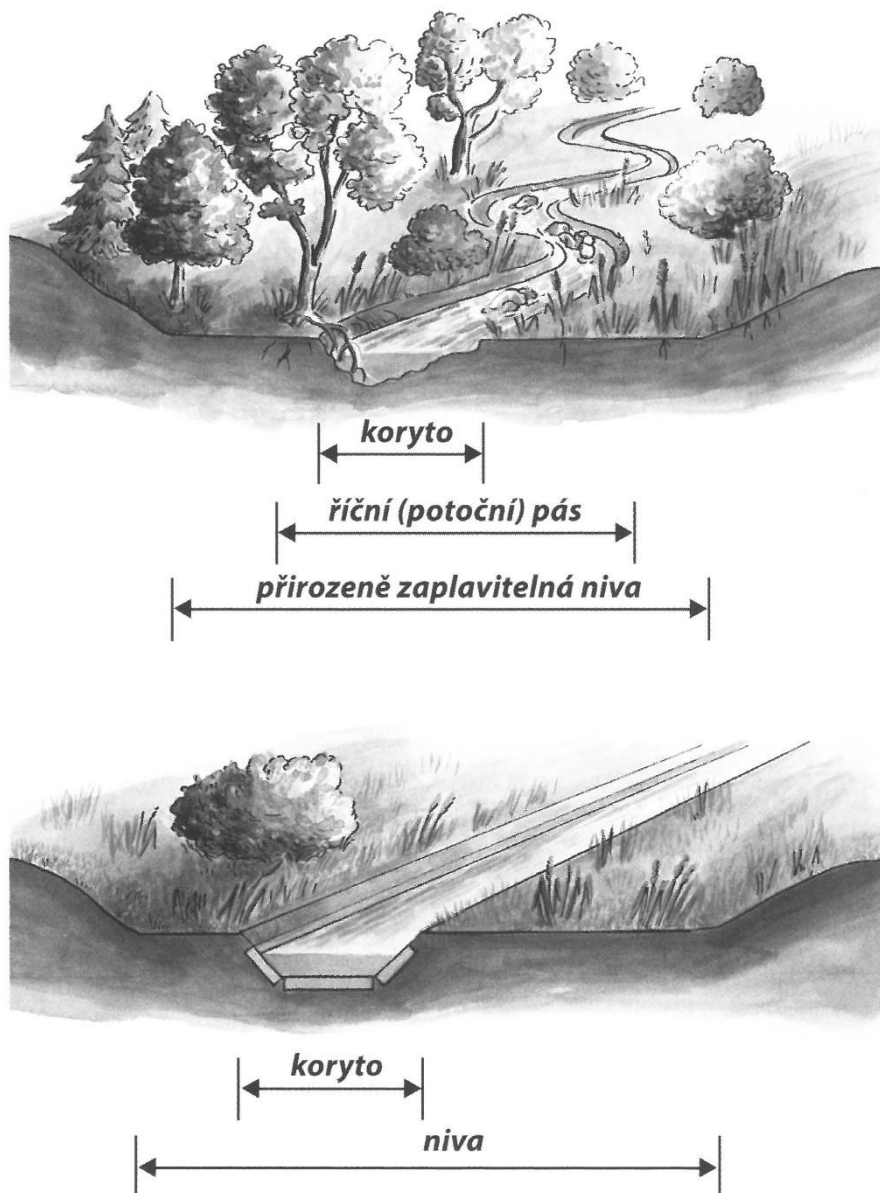 koryto
říční (potoční) pás
přirozeně zaplavitelná niva
koryto
niva